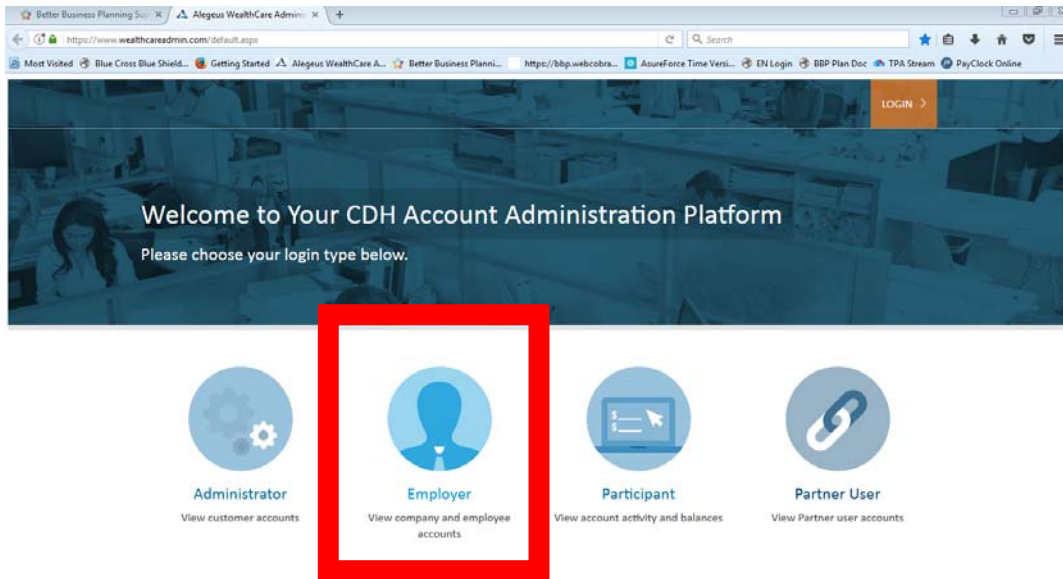 Better Business Planning Sup
Alegeus WealthCare Admini
https://www.wealthcareadmin.com/default.aspx
Search
Most Visited Blue Cross Blue Shield... Getting Started Alegeus WealthCare A... Better Business Planni... https://bbp.webcobra... AsureForce Time Versi... EN Login BBP Plan Doc TPA Stream PayClock Online
LOGIN >
Welcome to Your CDH Account Administration Platform
Please choose your login type below.
Administrator
View customer accounts
Employer
View company and employee
accounts
Participant
View account activity and balances
Partner User
View Partner user accounts